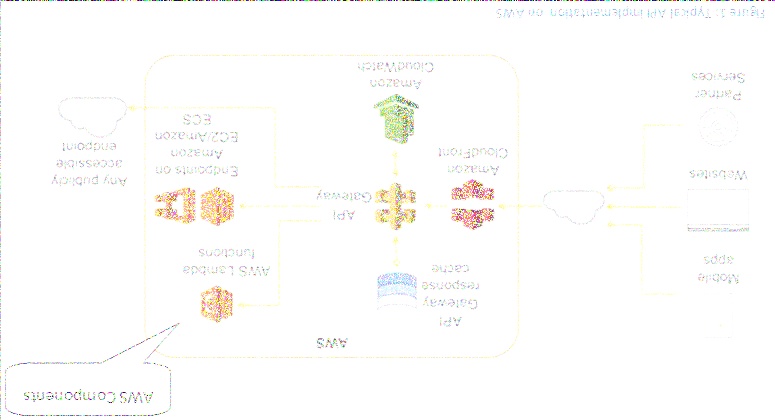 AWS Components
AWS
Mobile
apps
API
Gateway
response
cache
AWS Lambda
functions
Websites
Amazon
CloudFront
API
Gateway
Endpoints on
Amazon
EC2/Amazon
ECS
Any publicly
accessible
endpoint
Partner
Services
Amazon
CloudWatch
Figure 1: Typical API implementation on AWS